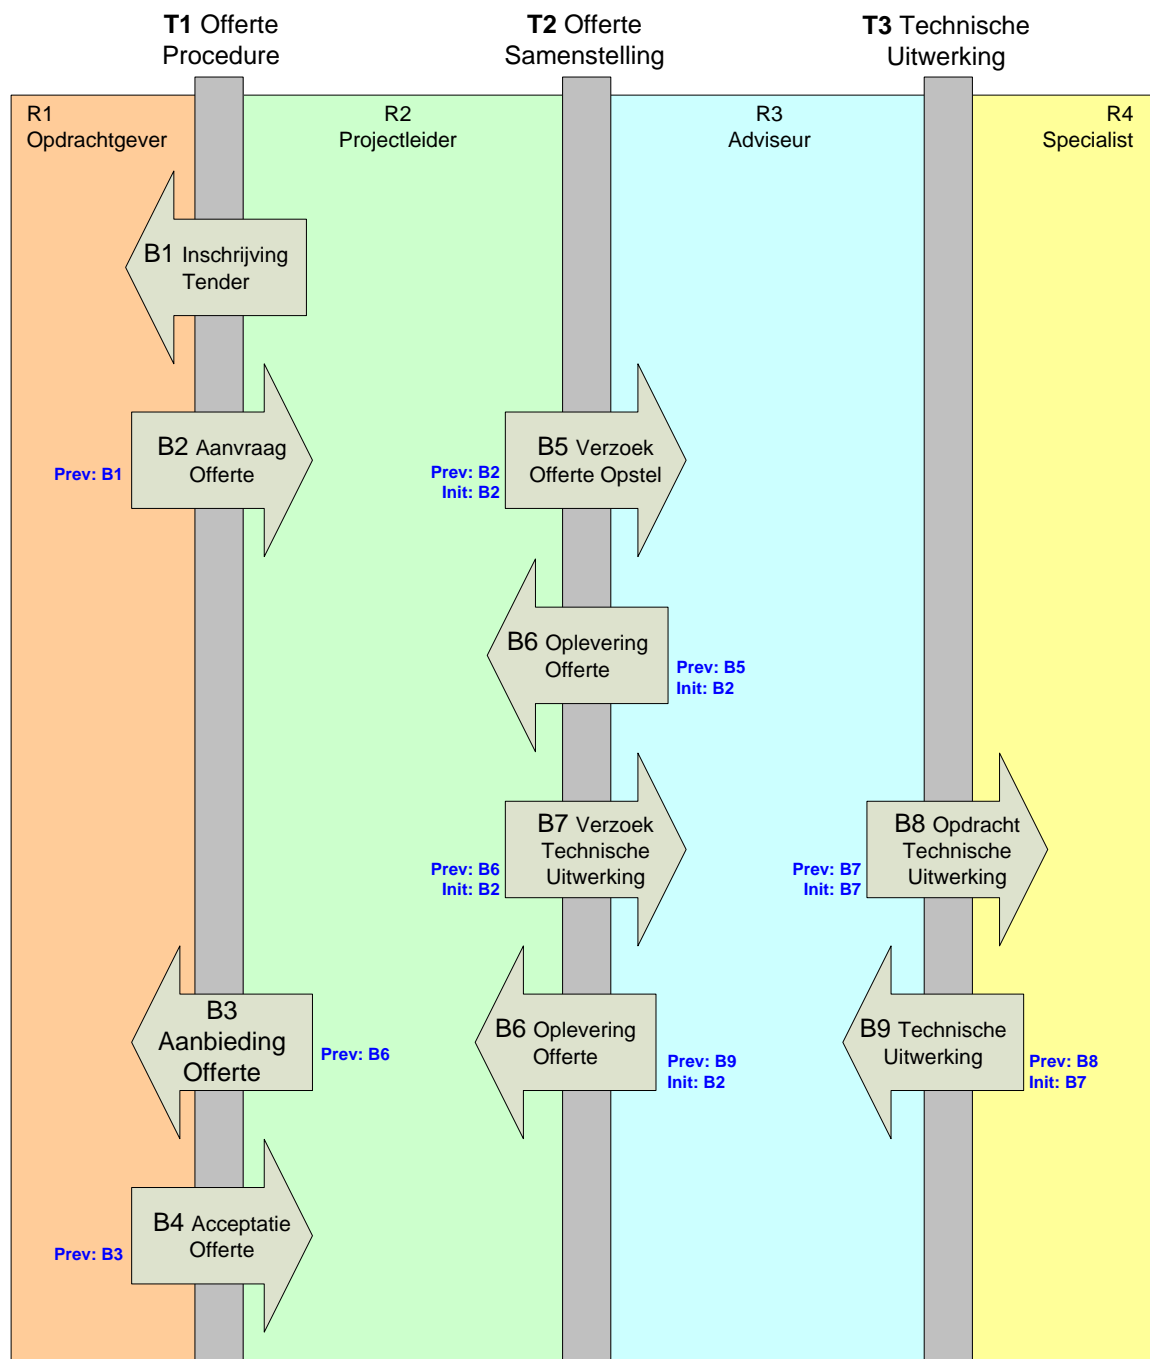 T1 Offerte
Procedure
T2 Offerte
Samenstelling
T3 Technische
Uitwerking
R1
Opdrachtgever
R2
Projectleider
R3
Adviseur
R4
Specialist
B1 Inschrijving
Tender
B2 Aanvraag
Offerte
Prev: B1
B5 Verzoek
Offerte Opstel
Prev: B2
Init: B2
B6 Oplevering
Offerte
Prev: B5
Init: B2
B7 Verzoek
Technische
Uitwerking
Prev: B6
Init: B2
B8 Opdracht
Technische
Uitwerking
Prev: B7
Init: B7
B3
Aanbieding
Offerte
Prev: B6
B6 Oplevering
Offerte
Prev: B9
Init: B2
B9 Technische
Uitwerking
Prev: B8
Init: B7
B4 Acceptatie
Offerte
Prev: B3